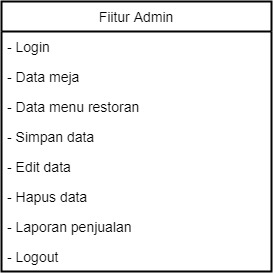 Fiitur Admin
- Login
- Data meja
- Data menu restoran
- Simpan data
- Edit data
- Hapus data
- Laporan penjualan
- Logout